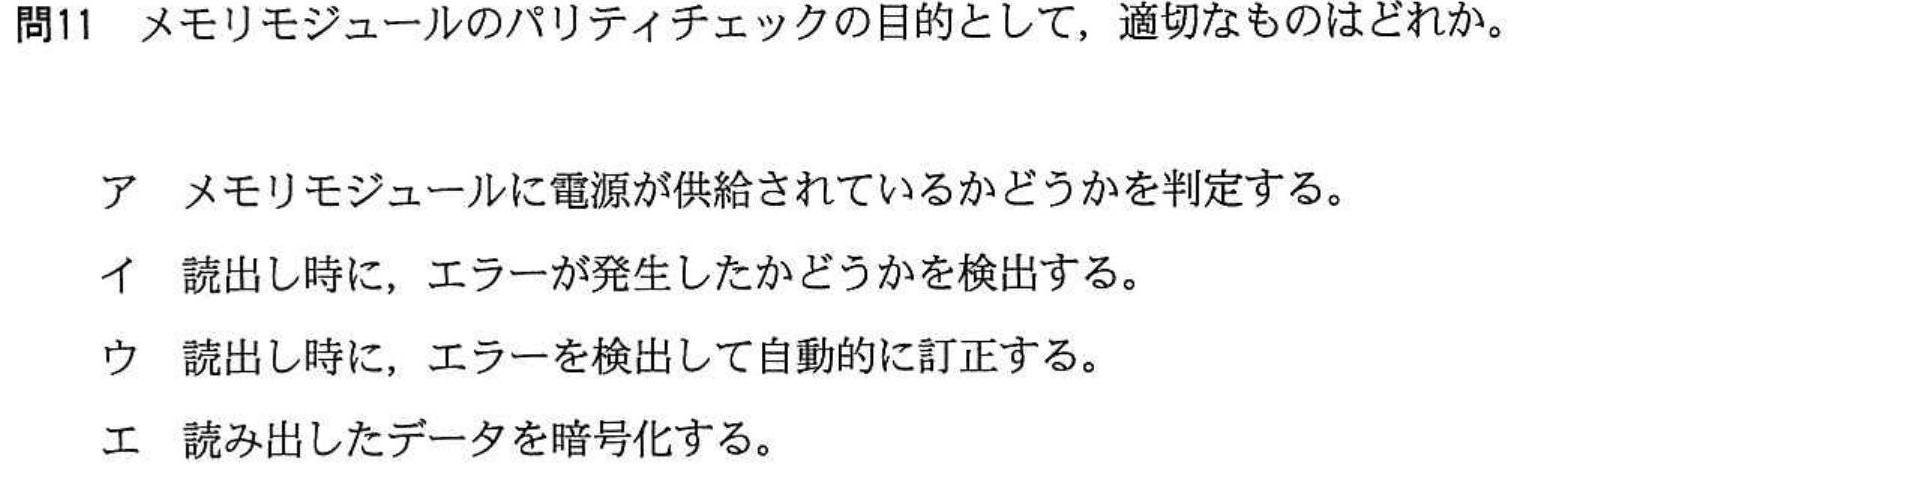 問11　メモリモジュールのパリティチェックの目的として，適切なものはどれか。
ア　メモリモジュールに電源が供給されているかどうかを判定する。
イ　読出し時に，エラーが発生したかどうかを検出する。
ウ　読出し時に，エラーを検出して自動的に訂正する。
エ　読み出したデータを暗号化する。